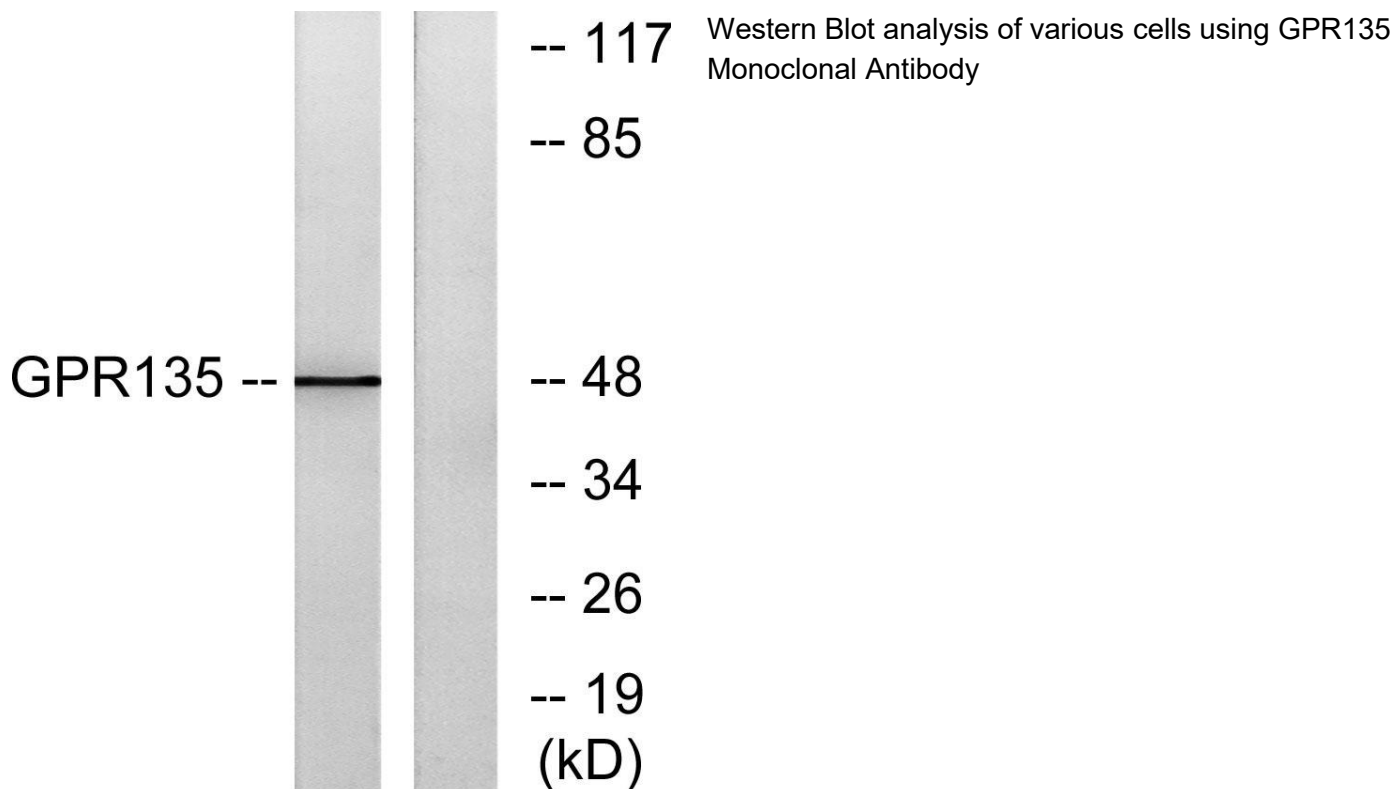 -- 117
Western Blot analysis of various cells using GPR135
Monoclonal Antibody
-- 85
GPR135 --
-- 48
-- 34
-- 26
-- 19
(kD)